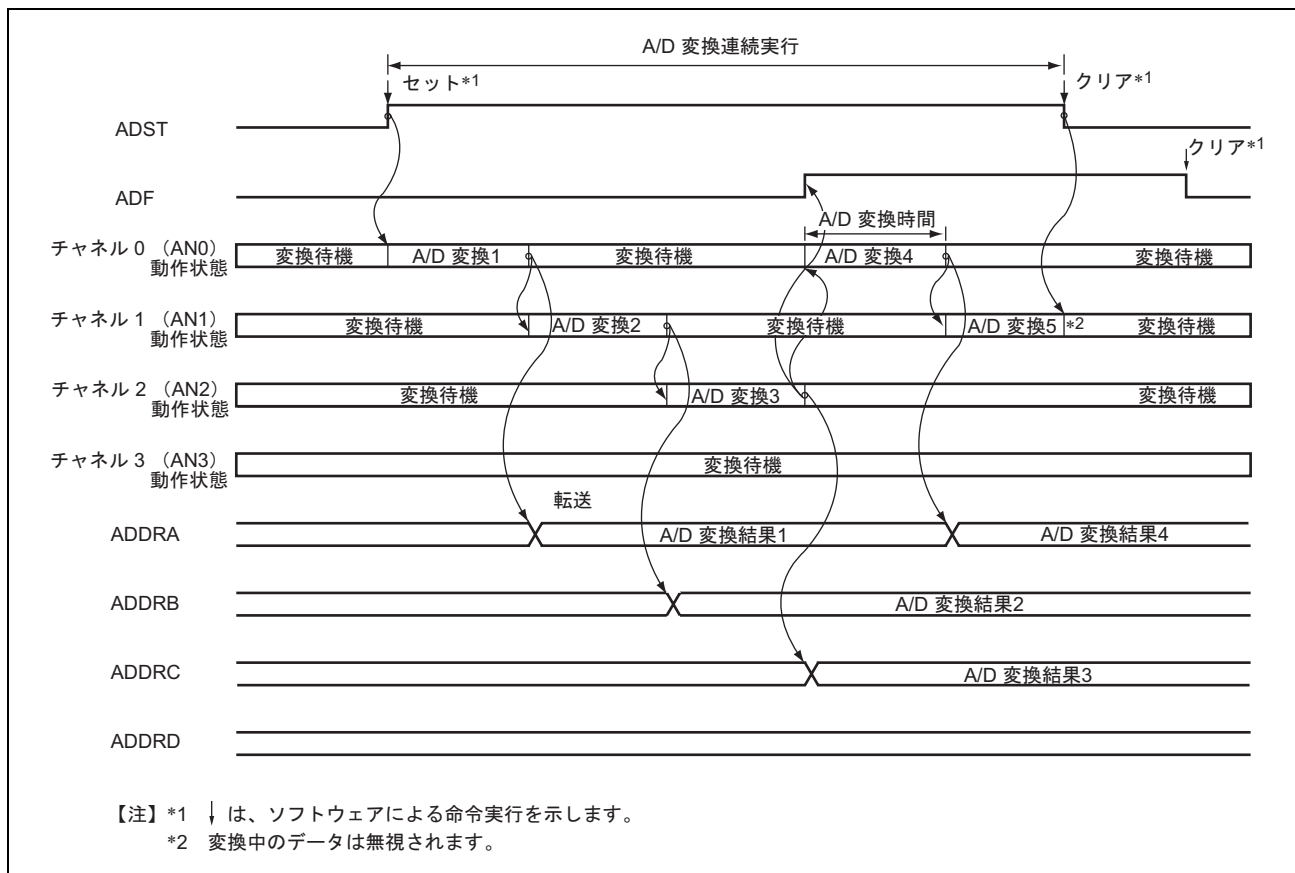 A/D 変換連続実行
セット*1
クリア*1
ADST
クリア*1
ADF
A/D 変換時間
チャネル 0 （AN0）
動作状態
変換待機 A/D 変換1 変換待機 A/D 変換4 変換待機
チャネル 1 （AN1）
動作状態
変換待機 A/D 変換2 変換待機 A/D 変換5 *2 変換待機
チャネル 2 （AN2）
動作状態
変換待機 A/D 変換3 変換待機
チャネル 3 （AN3）
動作状態
変換待機
転送
ADDRA A/D 変換結果1 A/D 変換結果4
ADDRB A/D 変換結果2
ADDRC A/D 変換結果3
ADDRD
【注】*1 ↓ は、ソフトウェアによる命令実行を示します。
*2 変換中のデータは無視されます。